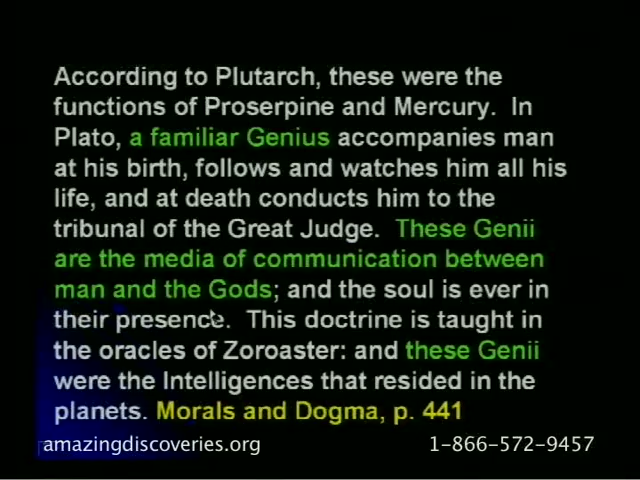 According to Plutarch, these were the
functions of Proserpine and Mercury. In
Plato, a familiar Genius accompanies man
at his birth, follows and watches him all his
life, and at death conducts him to the
tribunal of the Great Judge. These Genii
are the media of communication between
man and the Gods; and the soul is ever in
their presence. This doctrine is taught in
the oracles of Zoroaster: and these Genii
were the Intelligences that resided in the
planets. Morals and Dogma, p. 441
amazingdiscoveries.org 1-866-572-9457